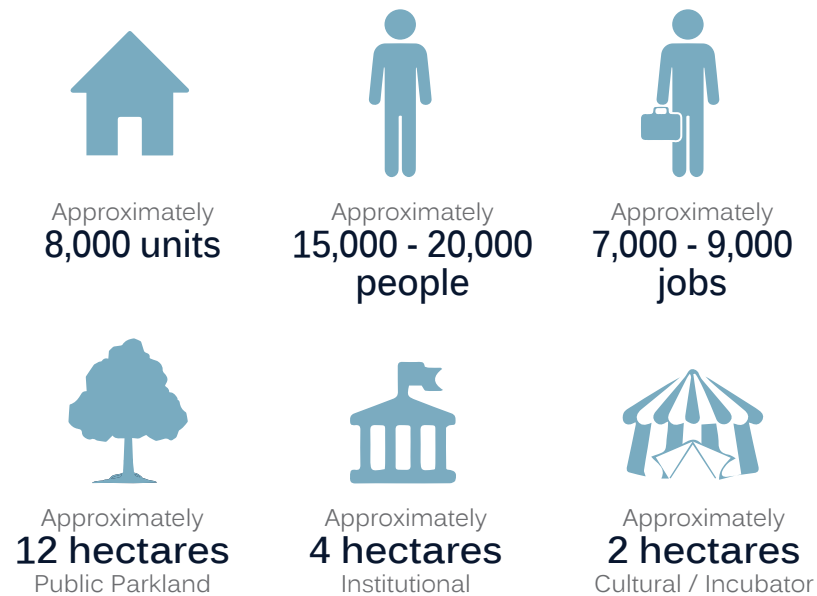 Approximately
8,000 units
Approximately
15,000 - 20,000
people
Approximately
7,000 - 9,000
jobs
Approximately
12 hectares
Public Parkland
Approximately
4 hectares
Institutional
Approximately
2 hectares
Cultural / Incubator